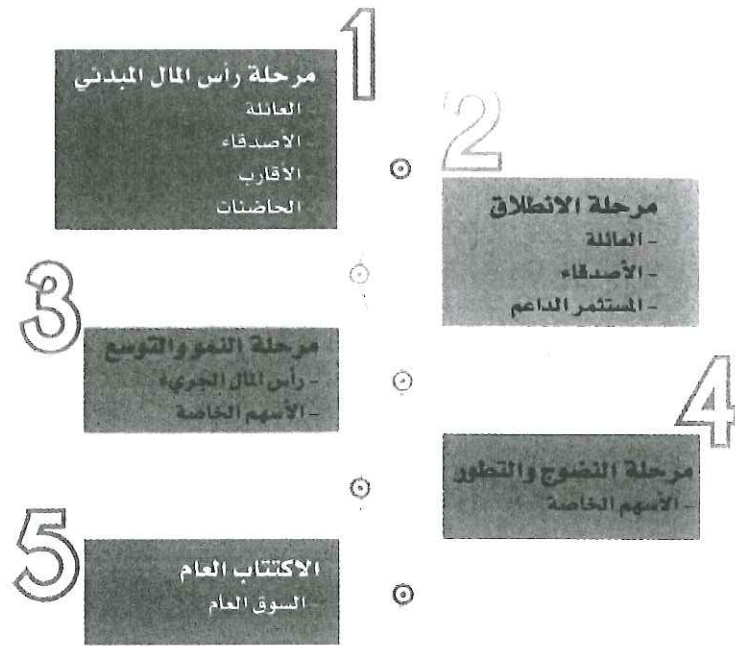 1
مرحلة رأس المال المبدئي
- العائلة
- الاصدقاء
- الأقارب
- الحاضنات
2
مرحلة الانطلاق
- العائلة
- الأصدقاء
- المستثمر الداعم
3
مرحلة النمو والتوسع
- رأس المال الجريء
- الأسهم الخاصة
4
مرحلة النضوج والتطور
- الأسهم الخاصة
5
الاكتتاب العام
- السوق العام